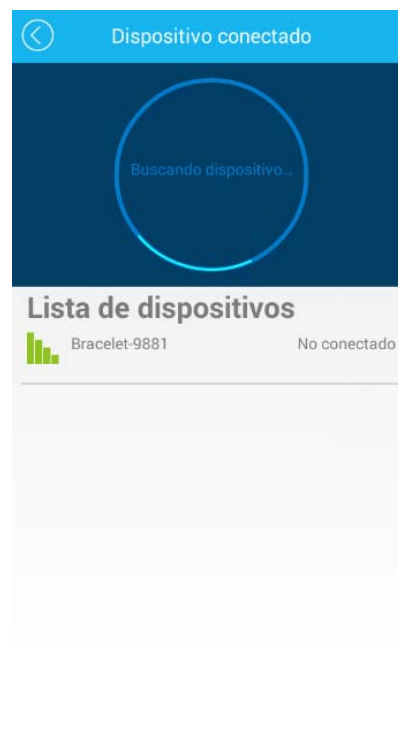 Dispositivo conectado
Buscando dispositivo...
Lista de dispositivos
Bracelet-9881 No conectado